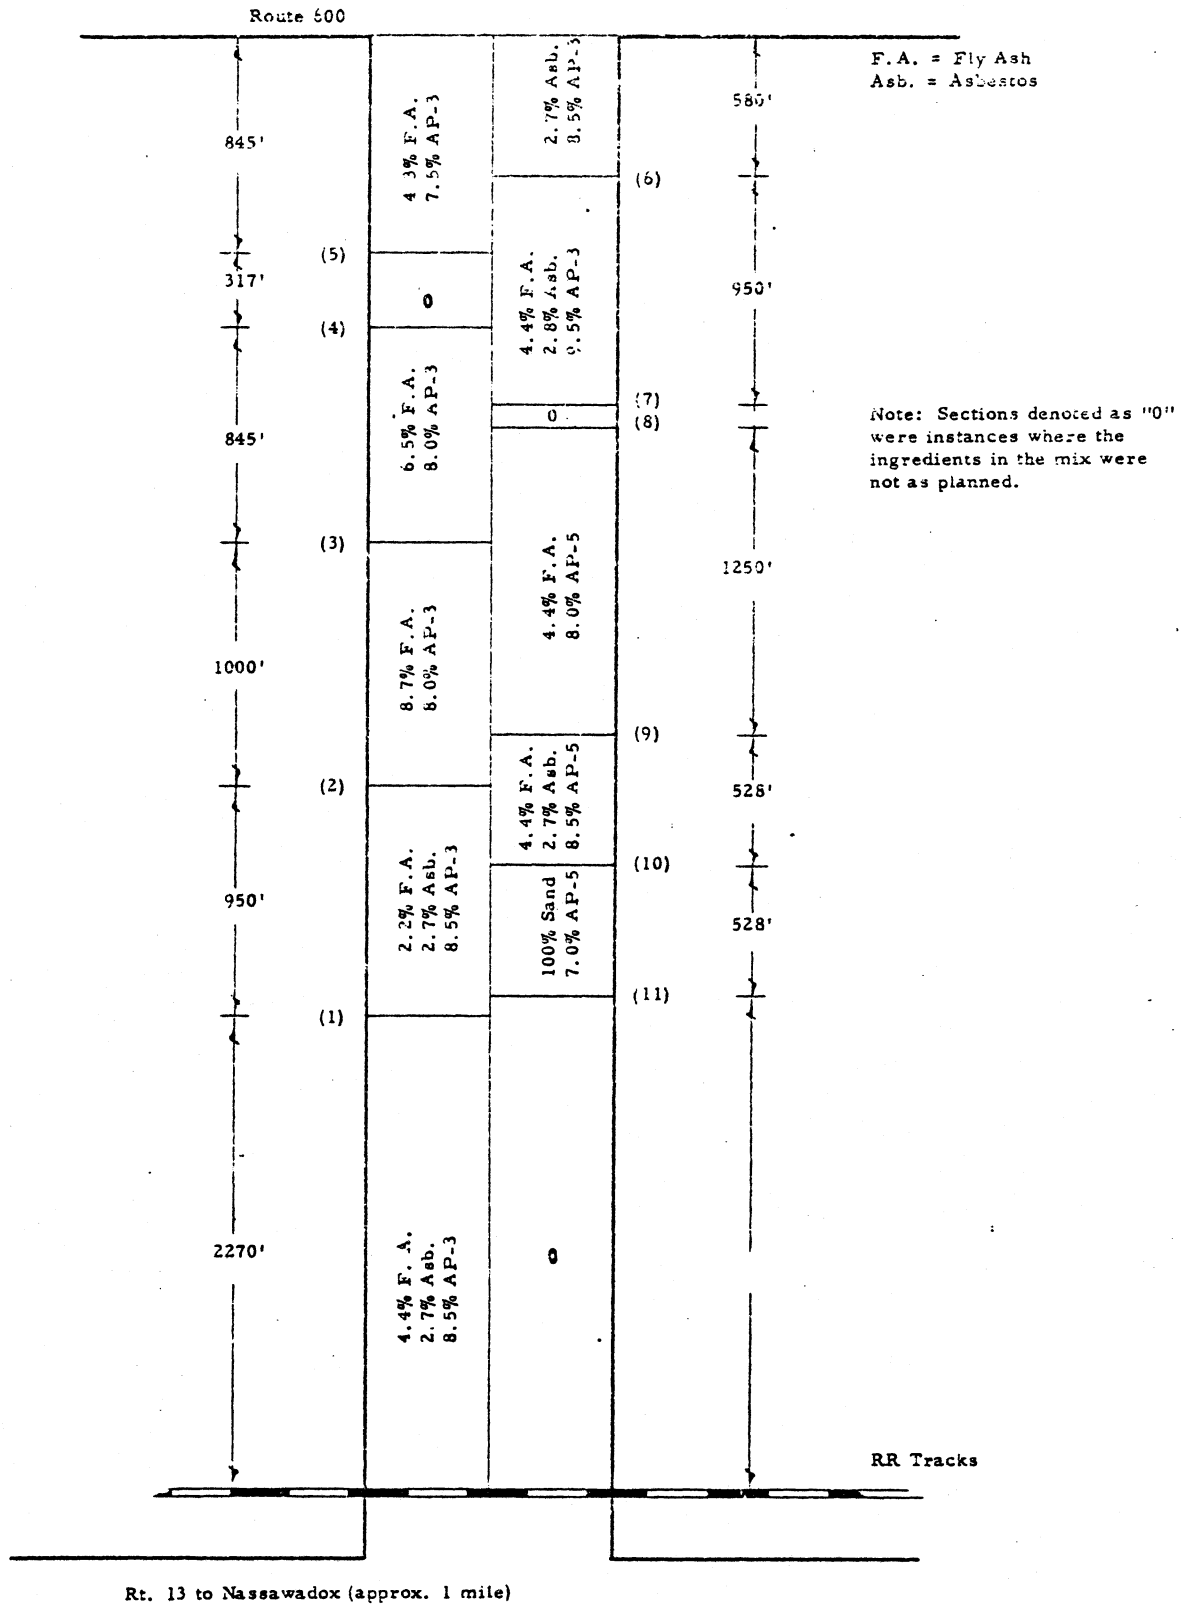 Route 600
F.A. = Fly Ash
Asb. = Asbestos
845'
4.3% F.A.
7.5% AP-3
2.7% Asb.
8.5% AP-3
580'
(6)
(5)
317'
0
(4)
4.4% F.A.
2.8% Asb.
9.5% AP-3
950'
(7)
0
(8)
Note: Sections denoted as "0"
were instances where the
ingredients in the mix were
not as planned.
845'
6.5% F.A.
8.0% AP-3
(3)
4.4% F.A.
8.0% AP-5
1250'
1000'
8.7% F.A.
8.0% AP-3
(9)
(2)
4.4% F.A.
2.7% Asb.
8.5% AP-5
528'
(10)
950'
2.2% F.A.
2.7% Asb.
8.5% AP-3
100% Sand
7.0% AP-5
528'
(11)
(1)
2270'
4.4% F.A.
2.7% Asb.
8.5% AP-3
0
RR Tracks
Rt. 13 to Nassawadox (approx. 1 mile)